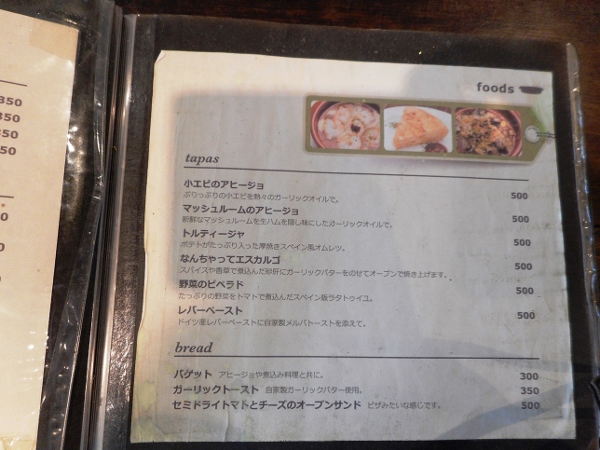 350
350
350
350
foods
tapas
小エビのアヒージョ 500
ぷりっぷりの小エビを熱々のガーリックオイルで。
マッシュルームのアヒージョ 500
新鮮なマッシュルームを生ハムを隠し味にしたガーリックオイルで。
トルティージャ 500
ポテトがたっぷり入った厚焼きスペイン風オムレツ。
なんちゃってエスカルゴ 500
スパイスや香草で煮込んだ砂肝にガーリックバターをのせてオーブンで焼き上げます。
野菜のピペラド 500
たっぷりの野菜をトマトで煮込んだスペイン版ラタトゥイユ。
レバーペースト 500
ドイツ産レバーペーストに自家製メルバトーストを添えて。
bread
バゲット アヒージョや煮込み料理と共に。 300
ガーリックトースト 自家製ガーリックバター使用。 350
セミドライトマトとチーズのオープンサンド ピザみたいな感じです。 500